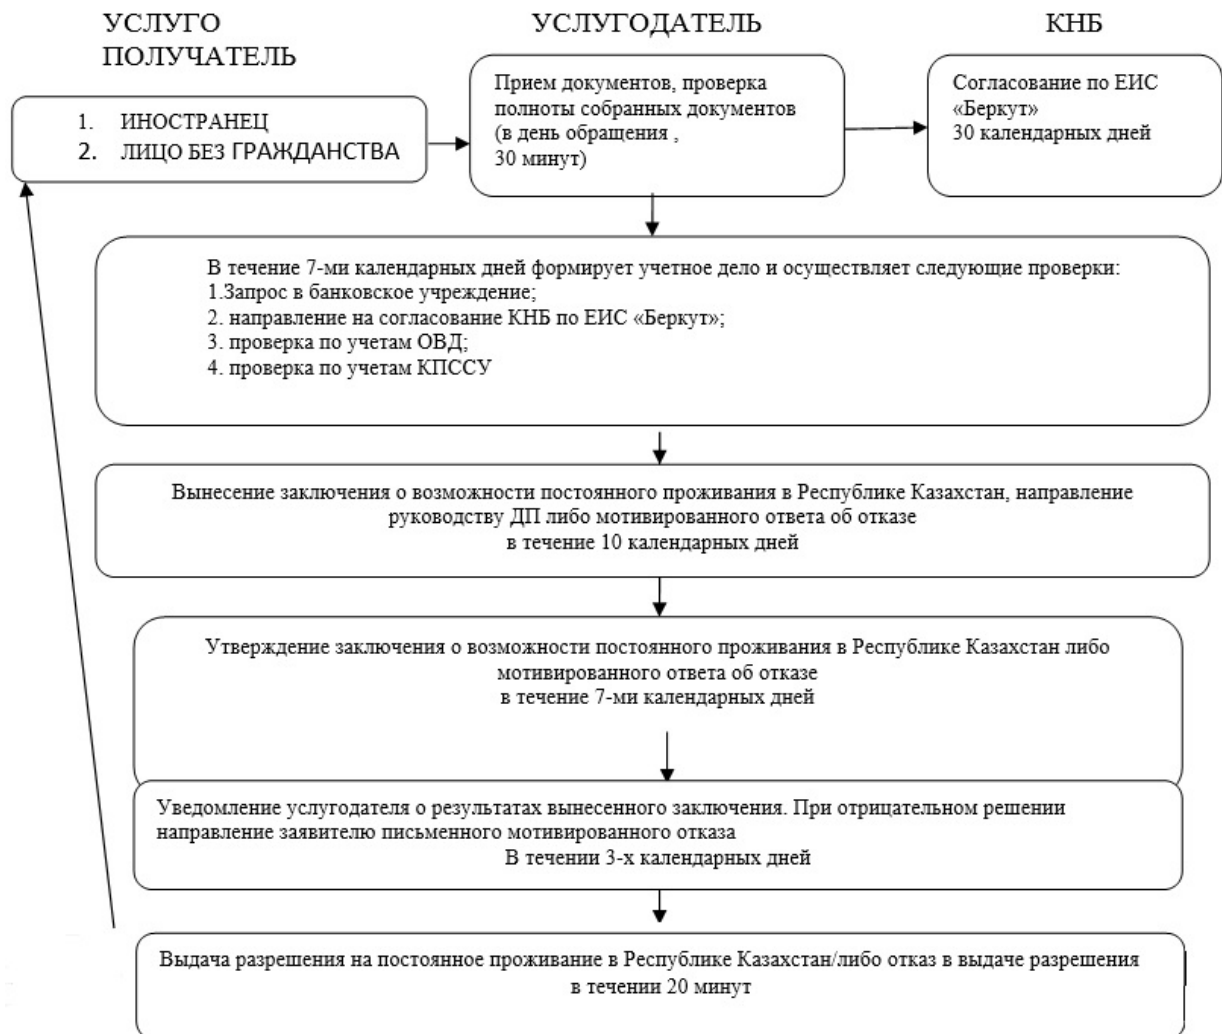 УСЛУГО
ПОЛУЧАТЕЛЬ
УСЛУГОДАТЕЛЬ
КНБ
1. ИНОСТРАНЕЦ
2. ЛИЦО БЕЗ ГРАЖДАНСТВА
Прием документов, проверка
полноты собранных документов
(в день обращения ,
30 минут)
Согласование по ЕИС
«Беркут»
30 календарных дней
В течение 7-ми календарных дней формирует учетное дело и осуществляет следующие проверки:
1.Запрос в банковское учреждение;
2. направление на согласование КНБ по ЕИС «Беркут»;
3. проверка по учетам ОВД;
4. проверка по учетам КПССУ
Вынесение заключения о возможности постоянного проживания в Республике Казахстан, направление
руководству ДП либо мотивированного ответа об отказе
в течение 10 календарных дней
Утверждение заключения о возможности постоянного проживания в Республике Казахстан либо
мотивированного ответа об отказе
в течение 7-ми календарных дней
Уведомление услугодателя о результатах вынесенного заключения. При отрицательном решении
направление заявителю письменного мотивированного отказа
В течении 3-х календарных дней
Выдача разрешения на постоянное проживание в Республике Казахстан/либо отказ в выдаче разрешения
в течении 20 минут